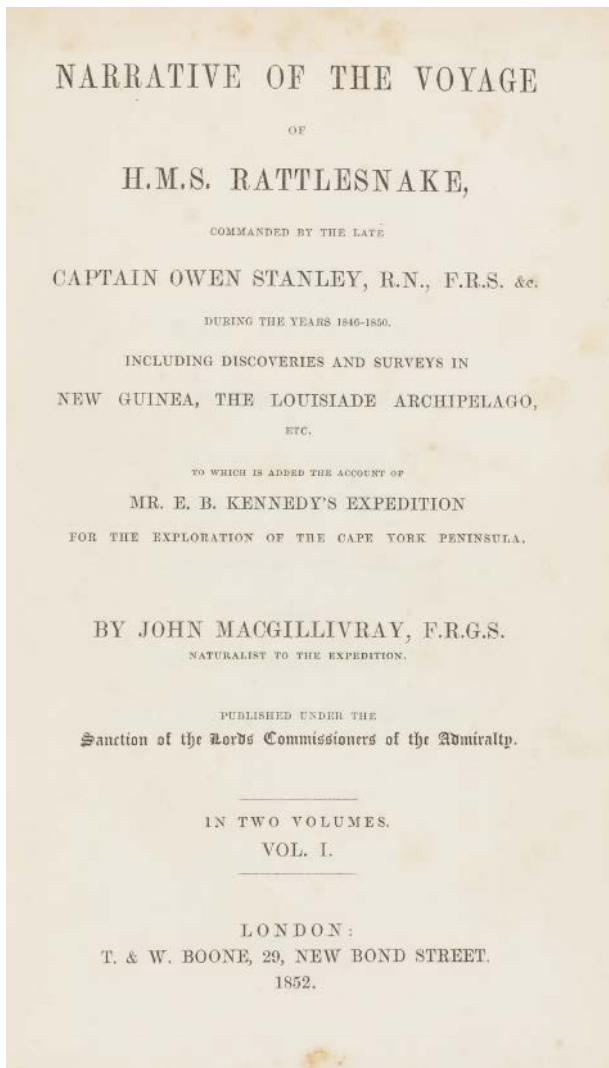 NARRATIVE OF THE VOYAGE
OF
H.M.S. RATTLESNAKE,
COMMANDED BY THE LATE
CAPTAIN OWEN STANLEY, R.N., F.R.S. &c.
DURING THE YEARS 1846-1850.
INCLUDING DISCOVERIES AND SURVEYS IN
NEW GUINEA, THE LOUISIADE ARCHIPELAGO,
ETC.
TO WHICH IS ADDED THE ACCOUNT OF
MR. E. B. KENNEDY'S EXPEDITION
FOR THE EXPLORATION OF THE CAPE YORK PENINSULA.
BY JOHN MACGILLIVRAY, F.R.G.S.
NATURALIST TO THE EXPEDITION.
PUBLISHED UNDER THE
Sanction of the Lords Commissioners of the Admiralty.
IN TWO VOLUMES.
VOL. I.
LONDON:
T. & W. BOONE, 29, NEW BOND STREET.
1852.